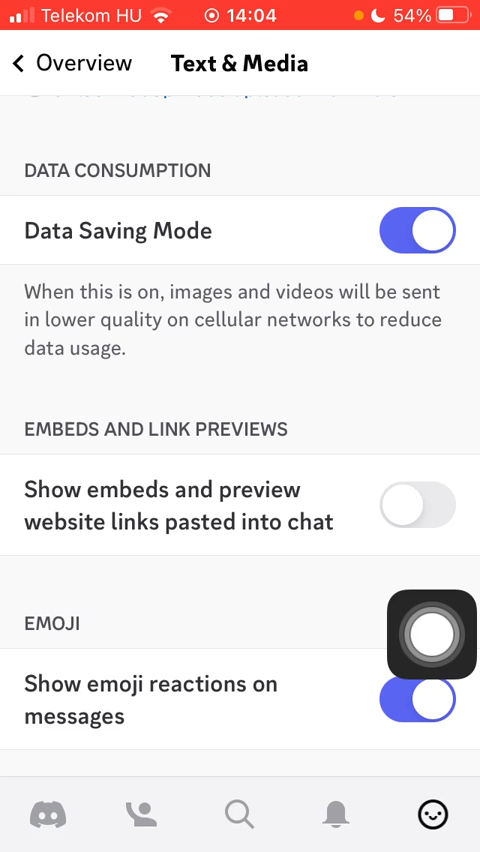 Telekom HU 14:04 54%
Overview Text & Media
DATA CONSUMPTION
Data Saving Mode
When this is on, images and videos will be sent
in lower quality on cellular networks to reduce
data usage.
EMBEDS AND LINK PREVIEWS
Show embeds and preview
website links pasted into chat
EMOJI
Show emoji reactions on
messages